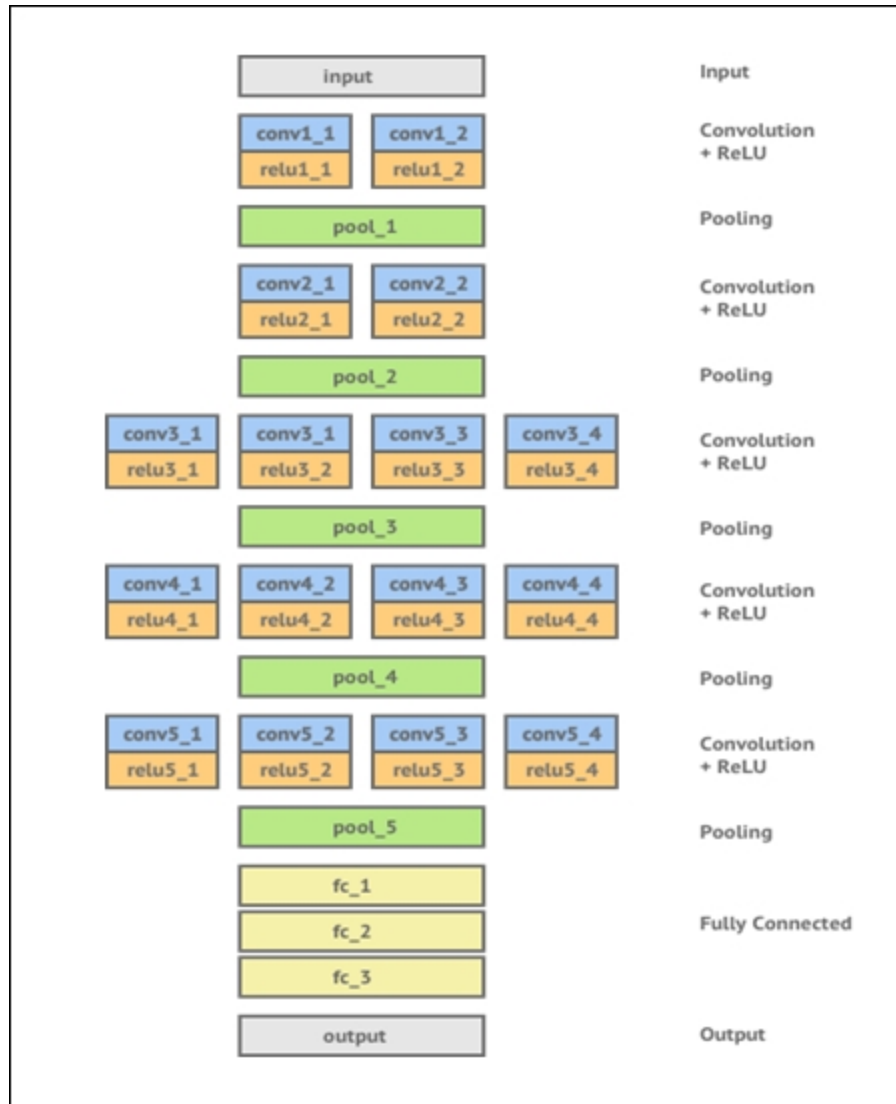 input Input
conv1_1 conv1_2 Convolution
relu1_1 relu1_2 + ReLU
pool_1 Pooling
conv2_1 conv2_2 Convolution
relu2_1 relu2_2 + ReLU
pool_2 Pooling
conv3_1 conv3_1 conv3_3 conv3_4 Convolution
relu3_1 relu3_2 relu3_3 relu3_4 + ReLU
pool_3 Pooling
conv4_1 conv4_2 conv4_3 conv4_4 Convolution
relu4_1 relu4_2 relu4_3 relu4_4 + ReLU
pool_4 Pooling
conv5_1 conv5_2 conv5_3 conv5_4 Convolution
relu5_1 relu5_2 relu5_3 relu5_4 + ReLU
pool_5 Pooling
fc_1
fc_2 Fully Connected
fc_3
output Output